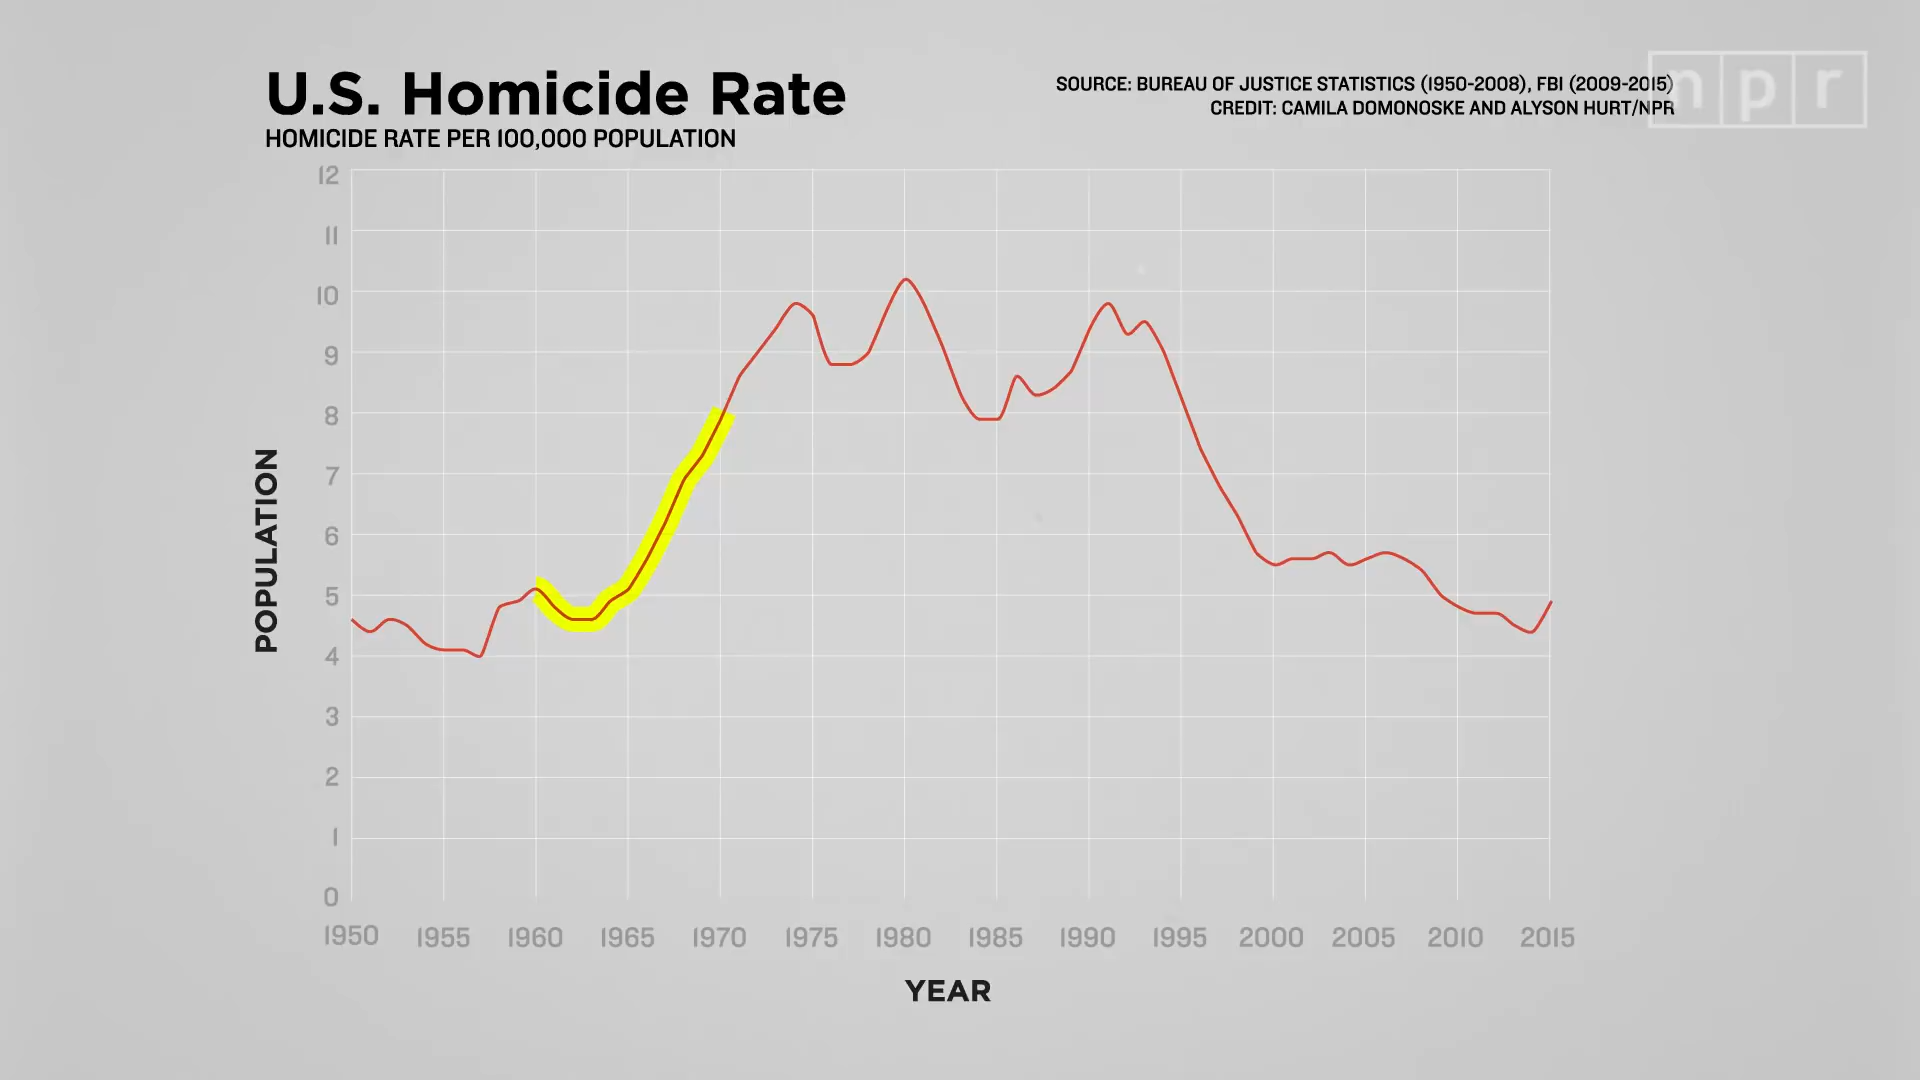 U.S. Homicide Rate
HOMICIDE RATE PER 100,000 POPULATION
SOURCE: BUREAU OF JUSTICE STATISTICS (1950-2008), FBI (2009-2015)
CREDIT: CAMILA DOMONOSKE AND ALYSON HURT/NPR
npr
12
11
10
9
8
7
6
5
4
3
2
1
0
POPULATION
1950 1955 1960 1965 1970 1975 1980 1985 1990 1995 2000 2005 2010 2015
YEAR